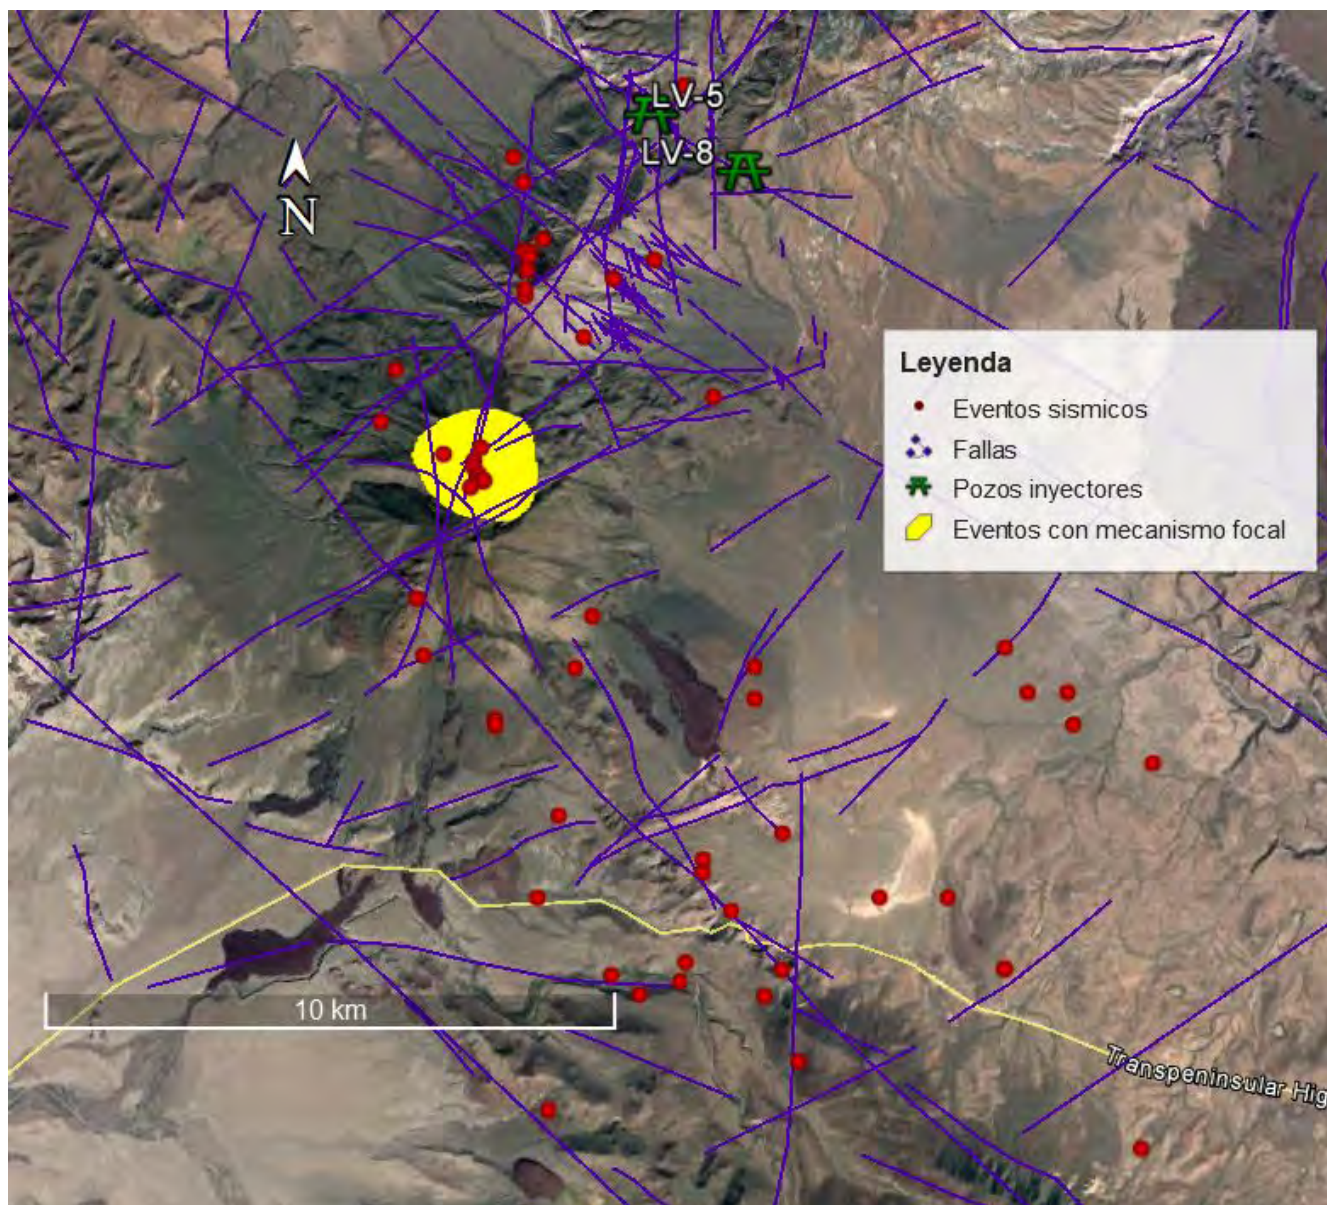 LV-5
LV-8
N
Leyenda
Eventos sismicos
Fallas
Pozos inyectores
Eventos con mecanismo focal
10 km
Transpeninsular Hig